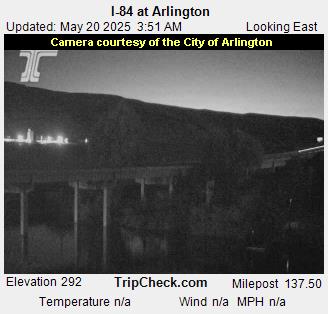 I-84 at Arlington
Updated: May 20 2025 3:51 AM Looking East
Camera courtesy of the City of Arlington
Elevation 292 TripCheck.com Milepost 137.50
Temperature n/a Wind n/a MPH n/a